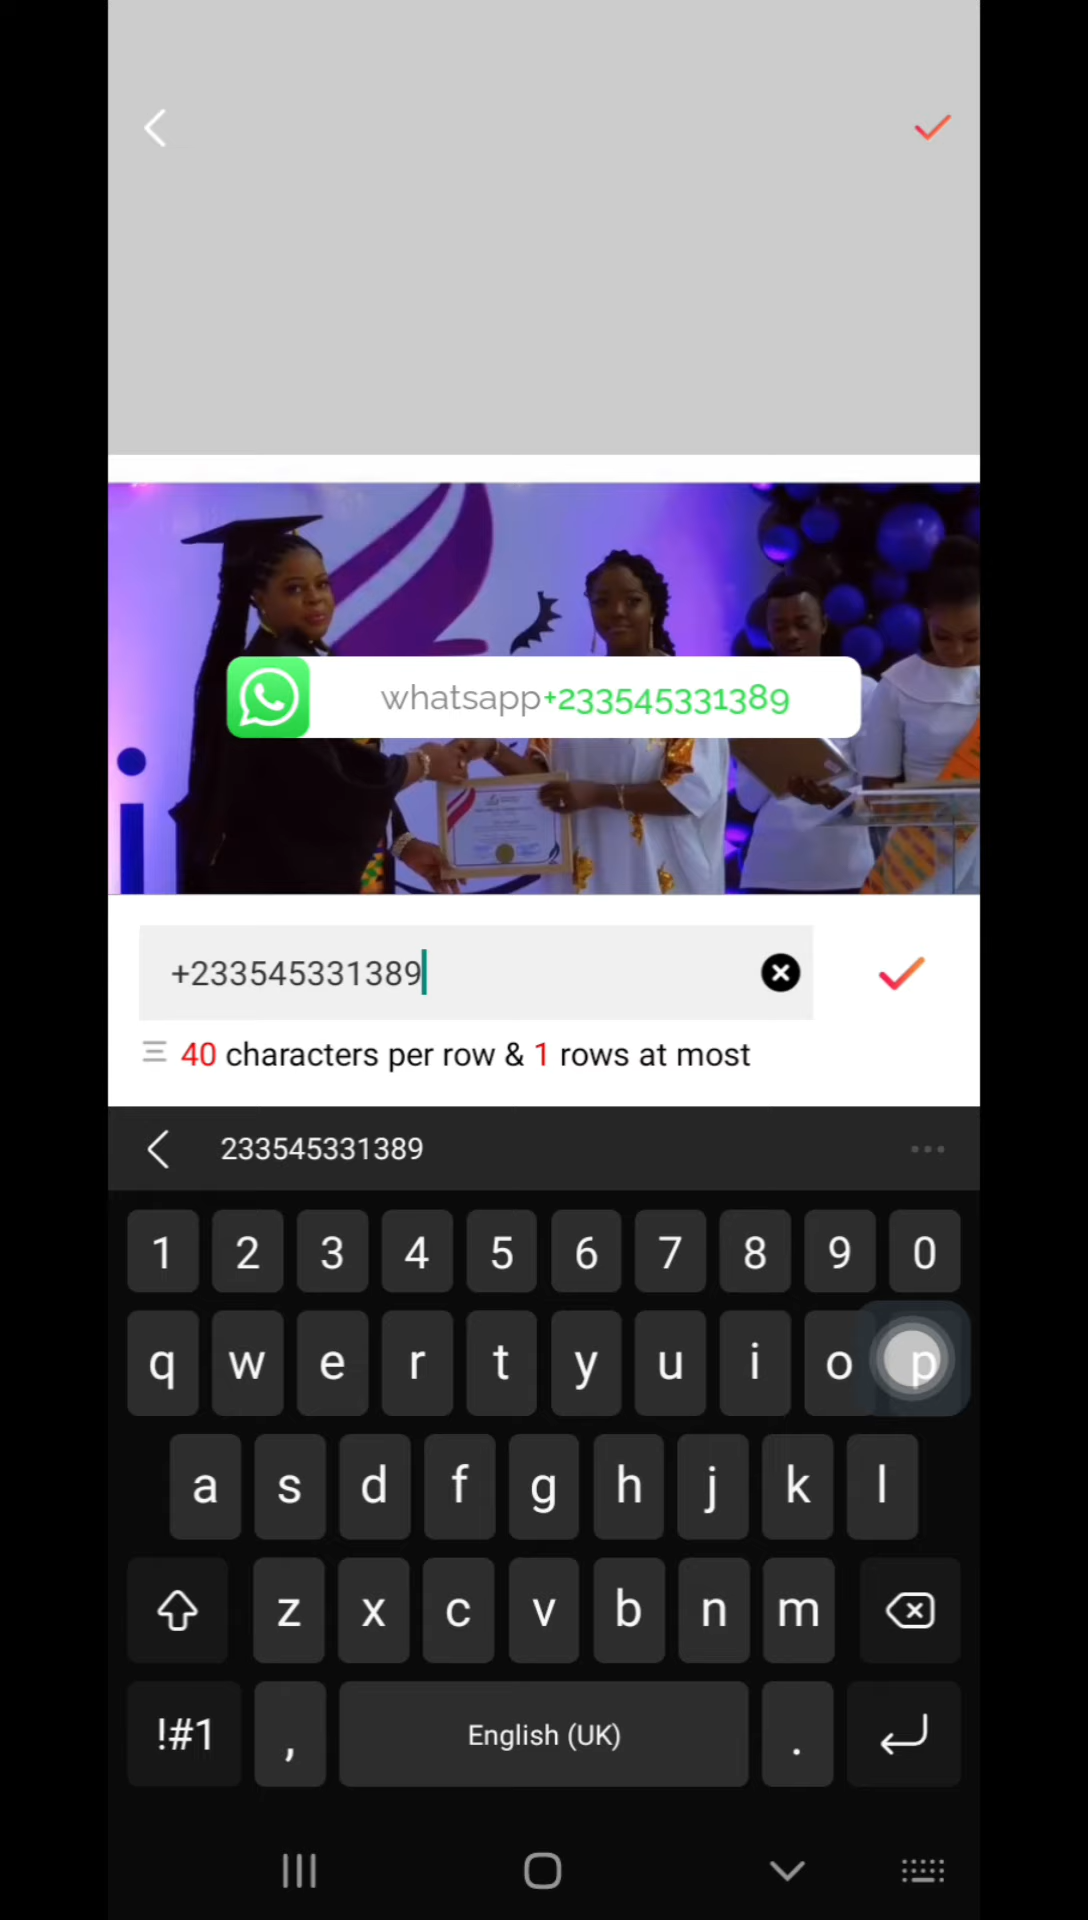 whatsapp+233545331389
+233545331389
40 characters per row & 1 rows at most
233545331389
1 2 3 4 5 6 7 8 9 0
q w e r t y u i o p
a s d f g h j k l
z x c v b n m
!#1 , English (UK) .